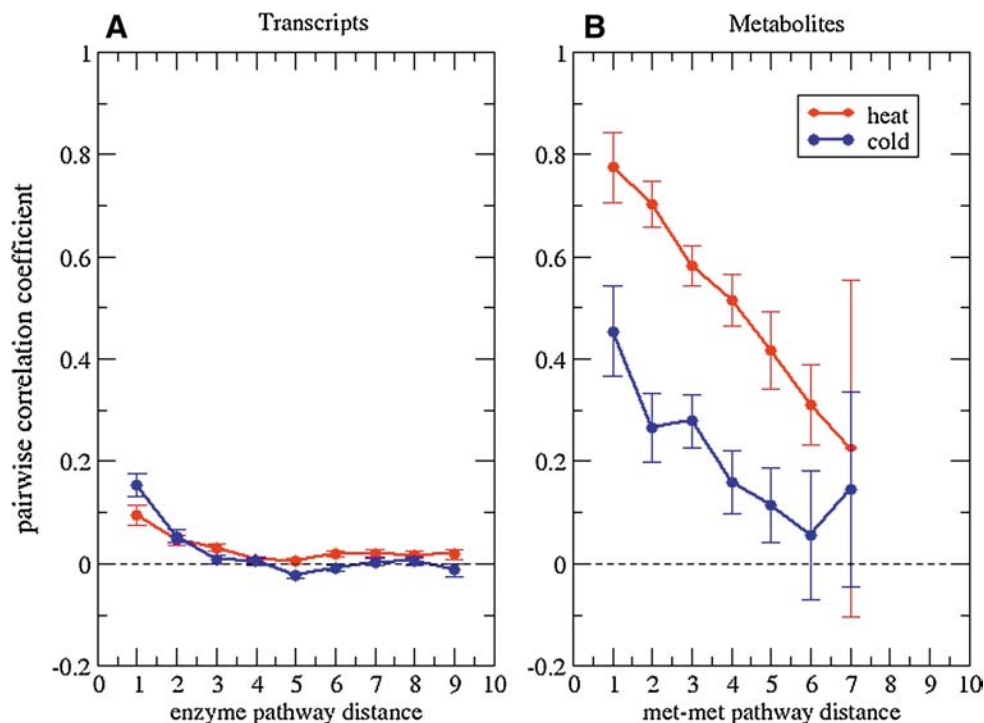 A Transcripts
B Metabolites
pairwise correlation coefficient
1
0.8
0.6
0.4
0.2
0
-0.2
0 1 2 3 4 5 6 7 8 9 10
enzyme pathway distance
1
0.8
0.6
0.4
0.2
0
-0.2
0 1 2 3 4 5 6 7 8 9 10
met-met pathway distance
heat
cold